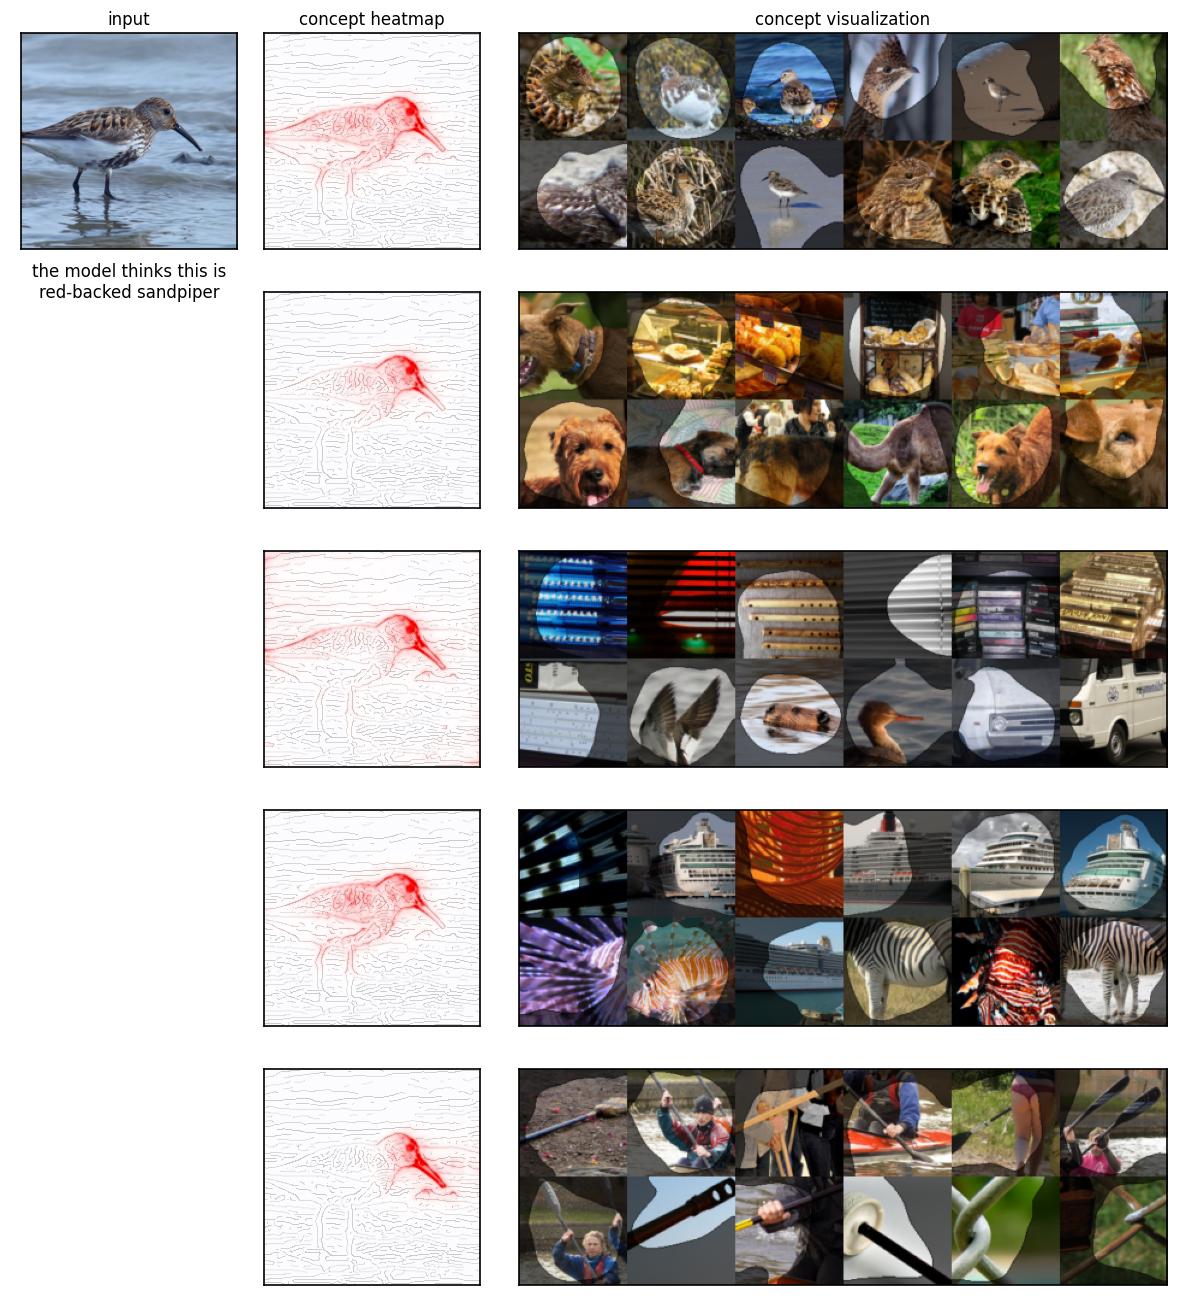 input
concept heatmap
concept visualization
the model thinks this is
red-backed sandpiper